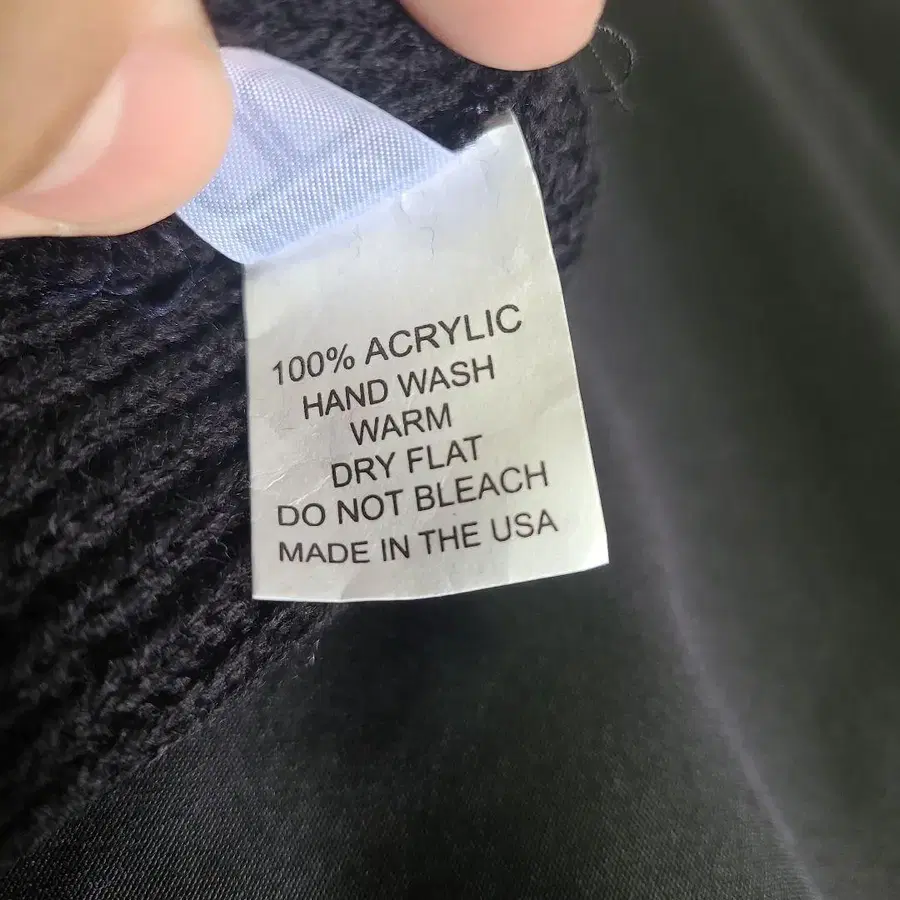 100% ACRYLIC
HAND WASH
WARM
DRY FLAT
DO NOT BLEACH
MADE IN THE USA